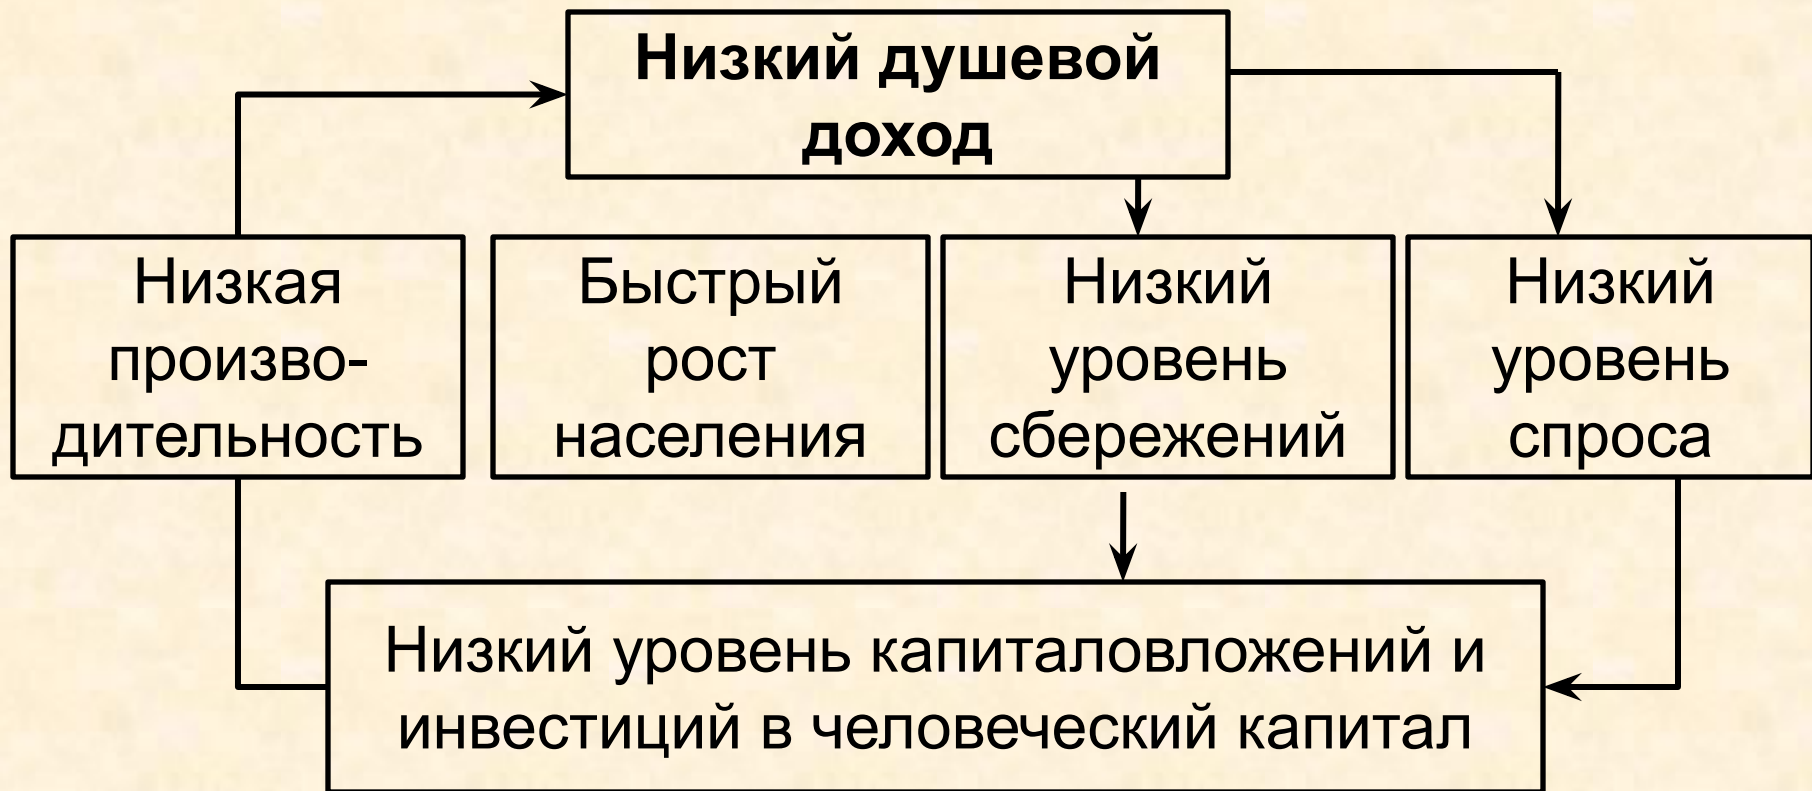 Низкий душевой
доход
Низкая
произво-
дительность
Быстрый
рост
населения
Низкий
уровень
сбережений
Низкий
уровень
спроса
Низкий уровень капиталовложений и
инвестиций в человеческий капитал